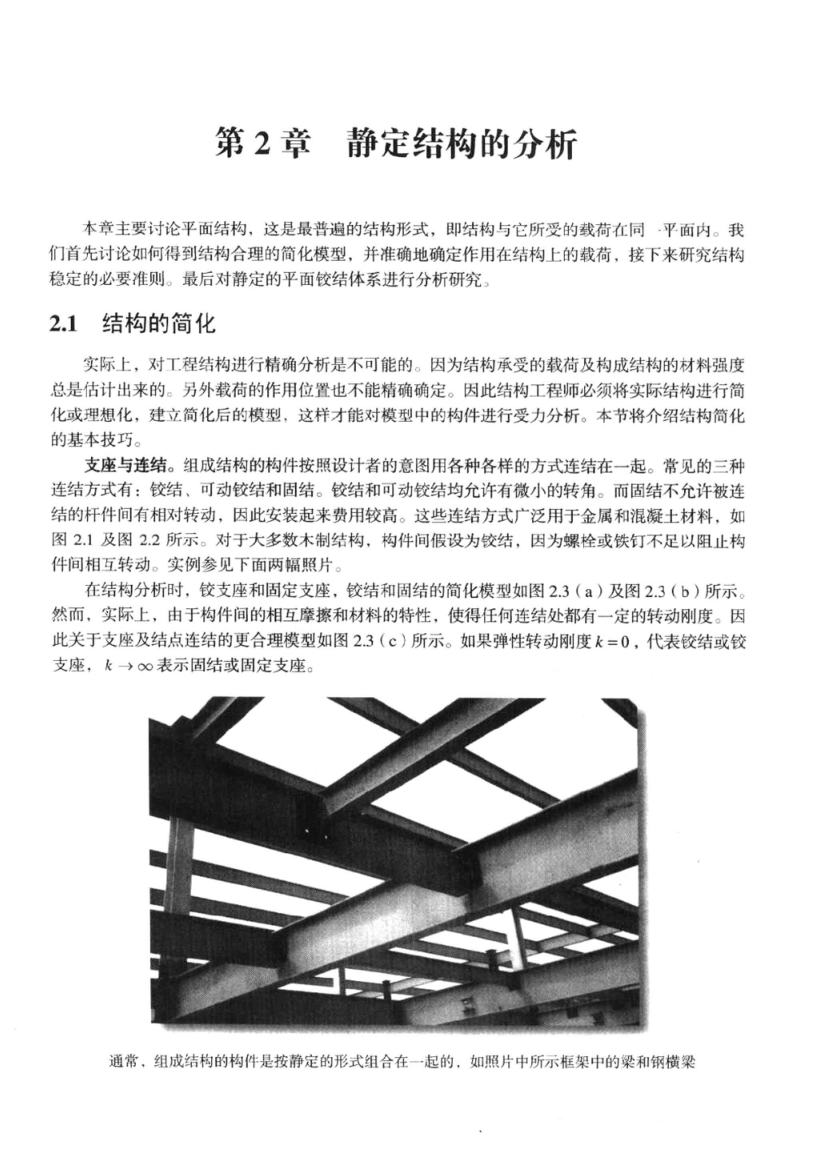 第 2 章　静定结构的分析
本章主要讨论平面结构，这是最普遍的结构形式，即结构与它所受的载荷在同一平面内。我
们首先讨论如何得到结构合理的简化模型，并准确地确定作用在结构上的载荷，接下来研究结构
稳定的必要准则。最后对静定的平面铰结体系进行分析研究。
2.1　结构的简化
实际上，对工程结构进行精确分析是不可能的。因为结构承受的载荷及构成结构的材料强度
总是估计出来的。另外载荷的作用位置也不能精确确定。因此结构工程师必须将实际结构进行简
化或理想化，建立简化后的模型，这样才能对模型中的构件进行受力分析。本节将介绍结构简化
的基本技巧。
支座与连结。组成结构的构件按照设计者的意图用各种各样的方式连结在一起。常见的三种
连结方式有：铰结、可动铰结和固结。铰结和可动铰结均允许有微小的转角。而固结不允许被连
结的杆件间有相对转动，因此安装起来费用较高。这些连结方式广泛用于金属和混凝土材料，如
图 2.1 及图 2.2 所示。对于大多数木制结构，构件间假设为铰结，因为螺栓或铁钉不足以阻止构
件间相互转动。实例参见下面两幅照片。
在结构分析时，铰支座和固定支座，铰结和固结的简化模型如图 2.3（a）及图 2.3（b）所示。
然而，实际上，由于构件间的相互摩擦和材料的特性，使得任何连结处都有一定的转动刚度。因
此关于支座及结点连结的更合理模型如图 2.3（c）所示。如果弹性转动刚度 k = 0，代表铰结或铰
支座，k → ∞ 表示固结或固定支座。
通常，组成结构的构件是按静定的形式组合在一起的，如照片中所示框架中的梁和钢横梁